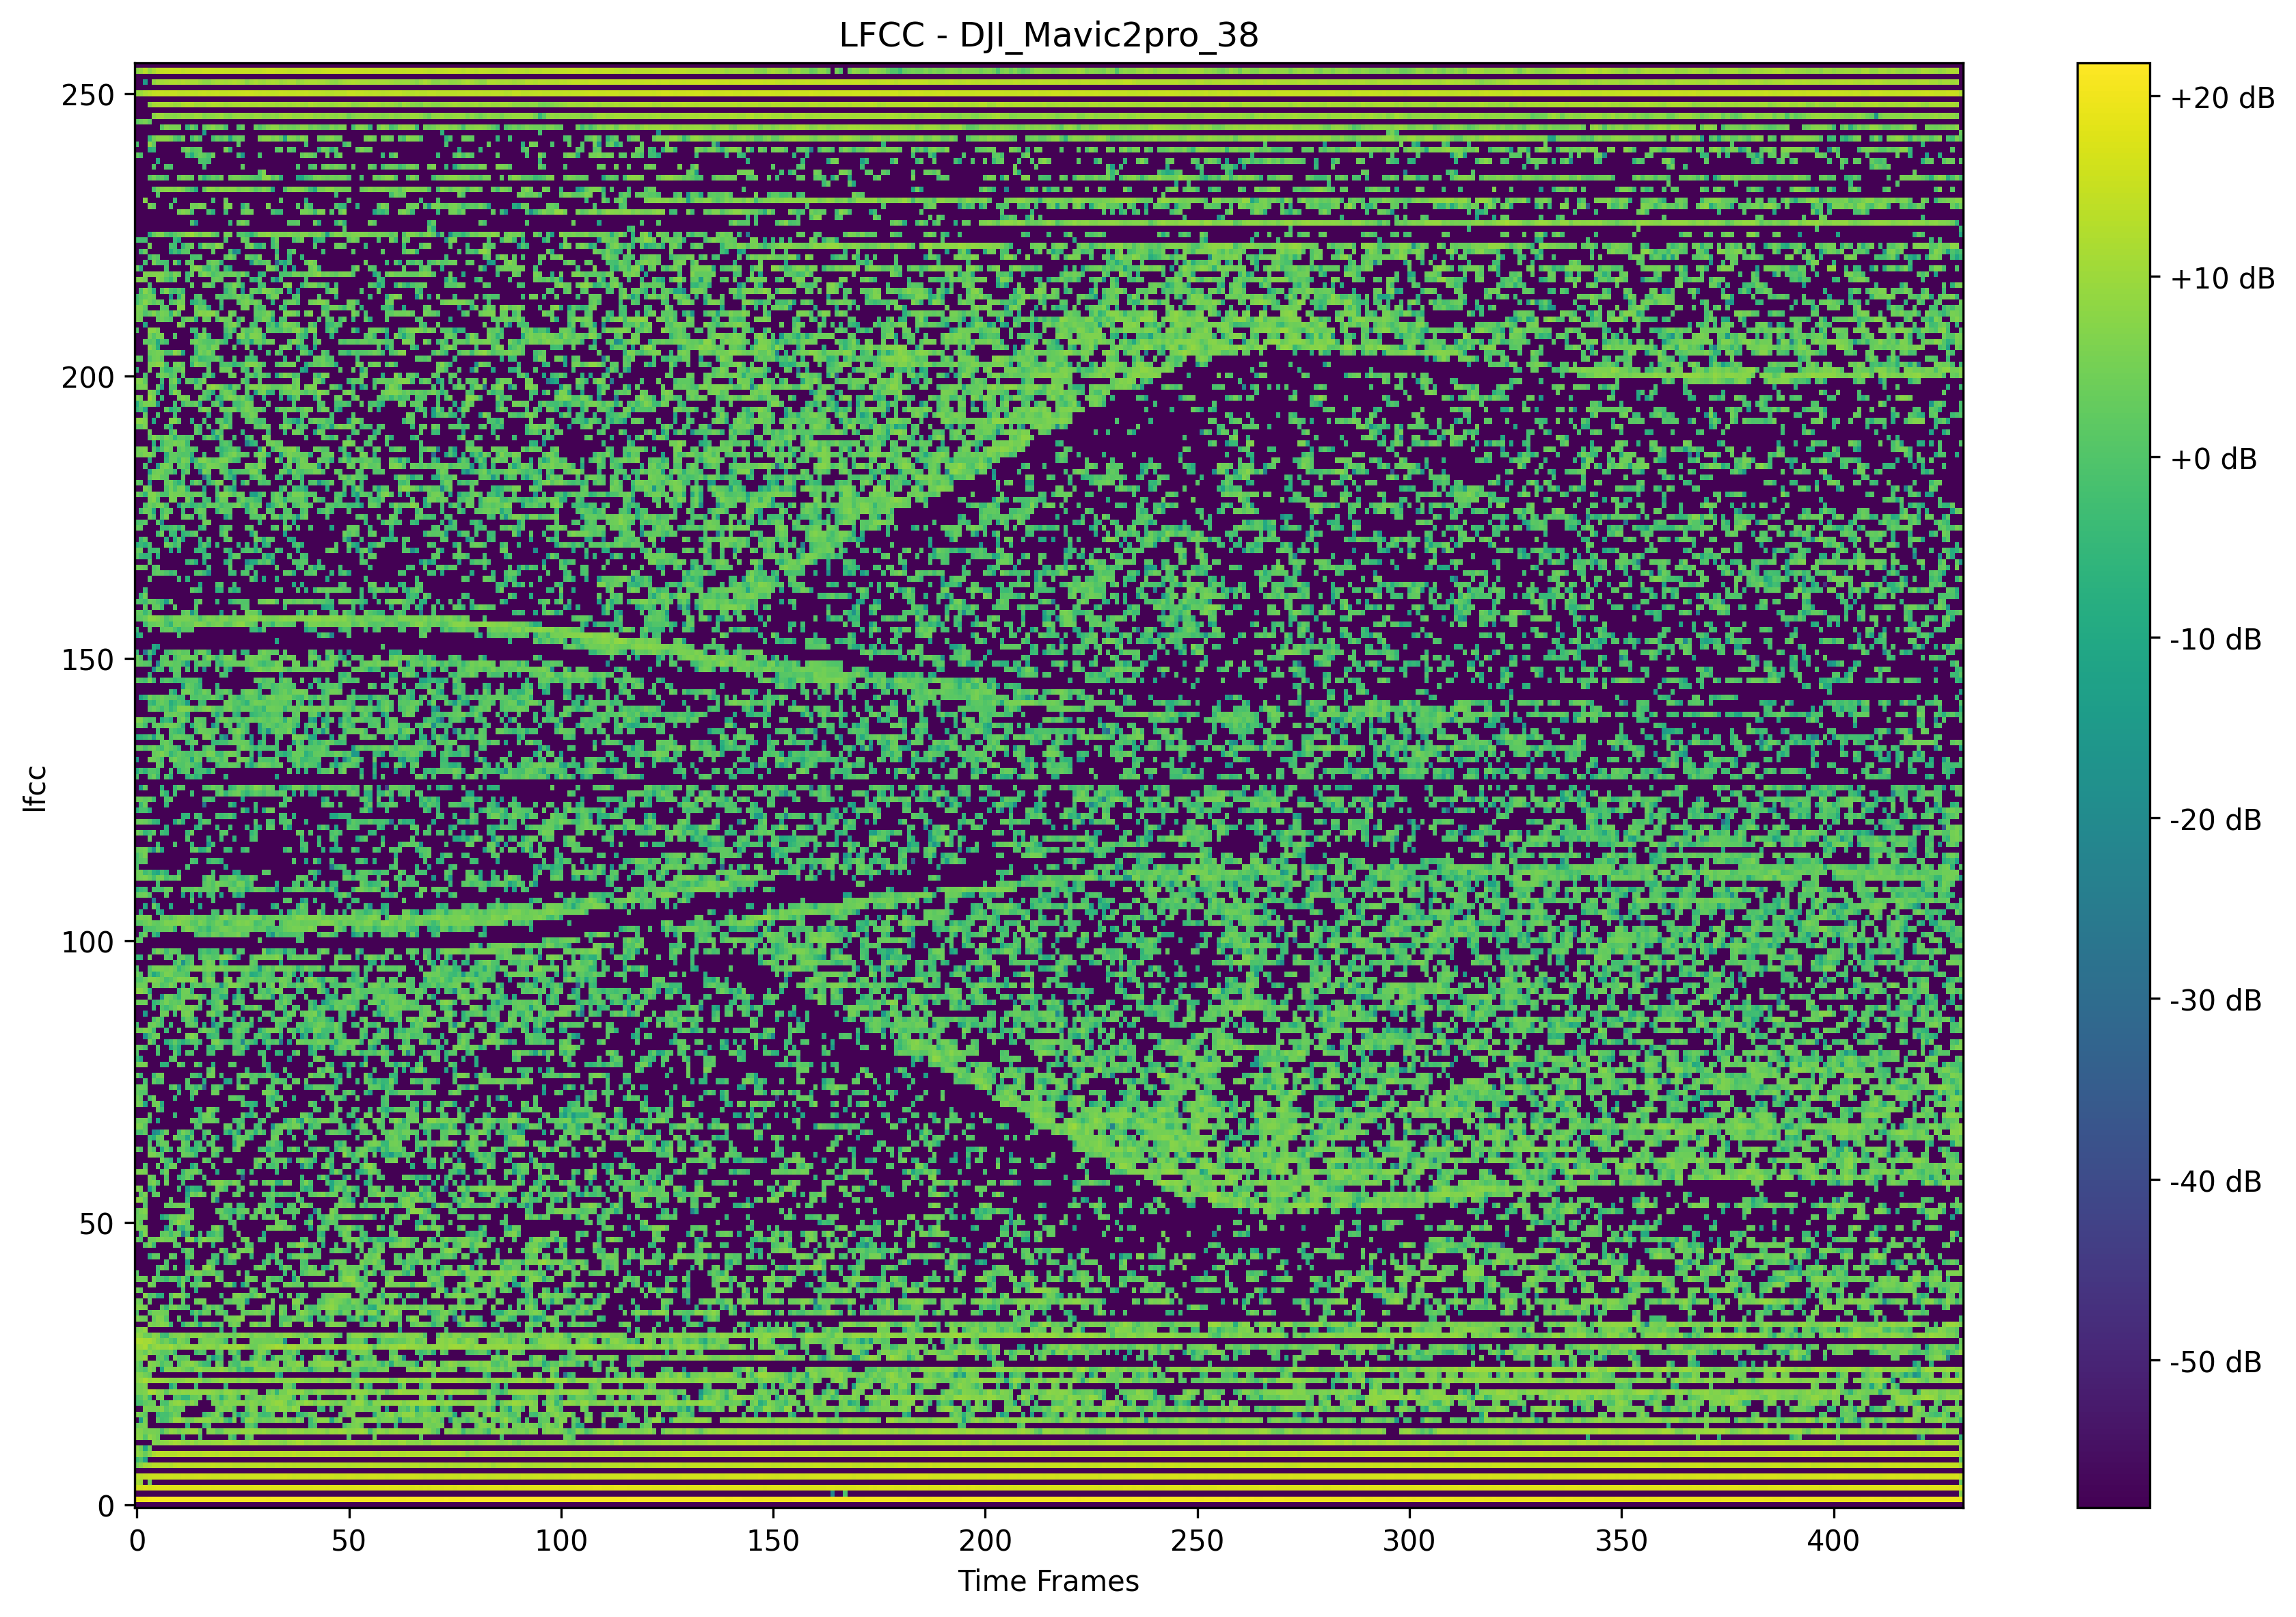 LFCC - DJI_Mavic2pro_38
250
200
150
100
50
0
lfcc
0 50 100 150 200 250 300 350 400
Time Frames
+20 dB
+10 dB
+0 dB
-10 dB
-20 dB
-30 dB
-40 dB
-50 dB